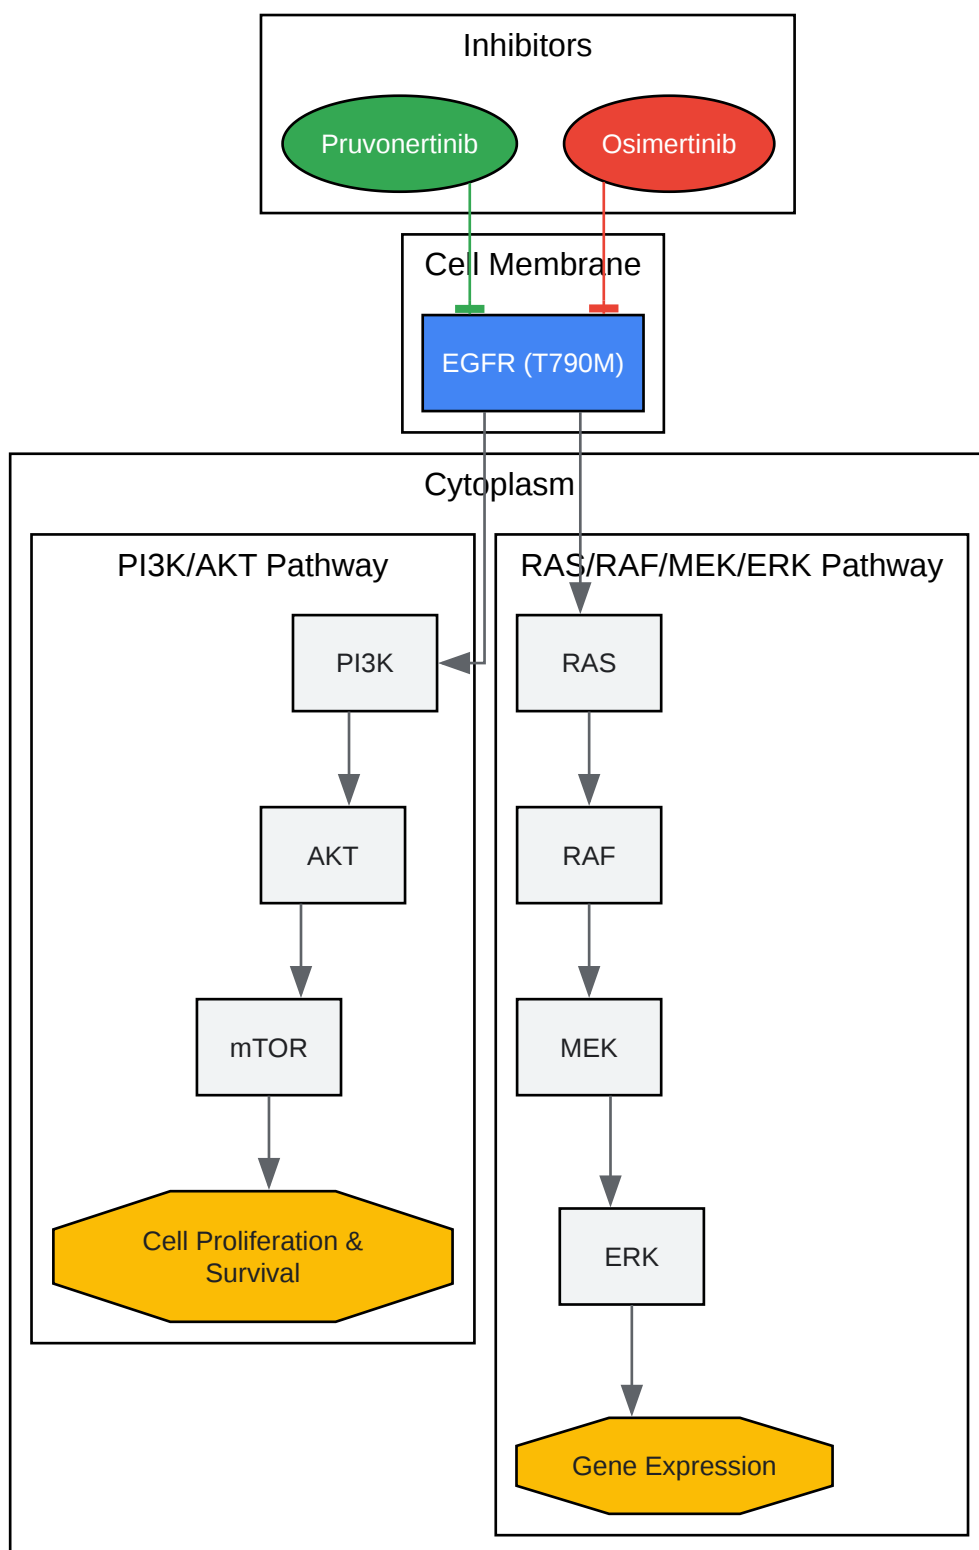 Inhibitors
Pruvonertinib
Osimertinib
Cell Membrane
EGFR (T790M)
Cytoplasm
PI3K/AKT Pathway
RAS/RAF/MEK/ERK Pathway
PI3K
RAS
AKT
RAF
mTOR
MEK
Cell Proliferation &
Survival
ERK
Gene Expression